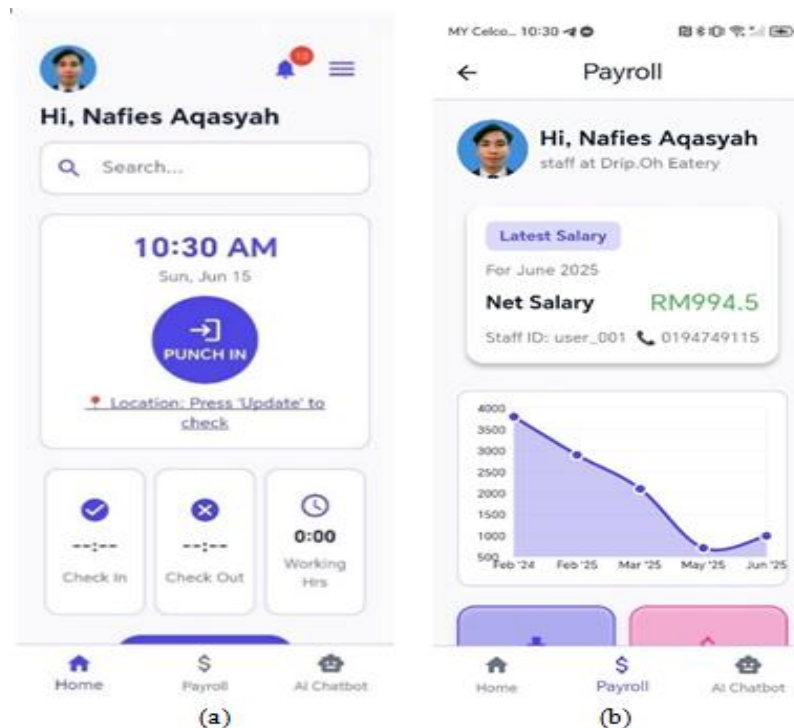 10
Hi, Nafies Aqasyah
Search...
10:30 AM
Sun, Jun 15
PUNCH IN
Location: Press 'Update' to
check
--:--
Check In
--:--
Check Out
0:00
Working
Hrs
Home
Payroll
AI Chatbot
(a)
MY Celco... 10:30
Payroll
Hi, Nafies Aqasyah
staff at Drip.Oh Eatery
Latest Salary
For June 2025
Net Salary RM994.5
Staff ID: user_001 0194749115
4000
3500
3000
2500
2000
1500
1000
500
Feb '24 Feb '25 Mar '25 May '25 Jun '25
Home
Payroll
AI Chatbot
(b)